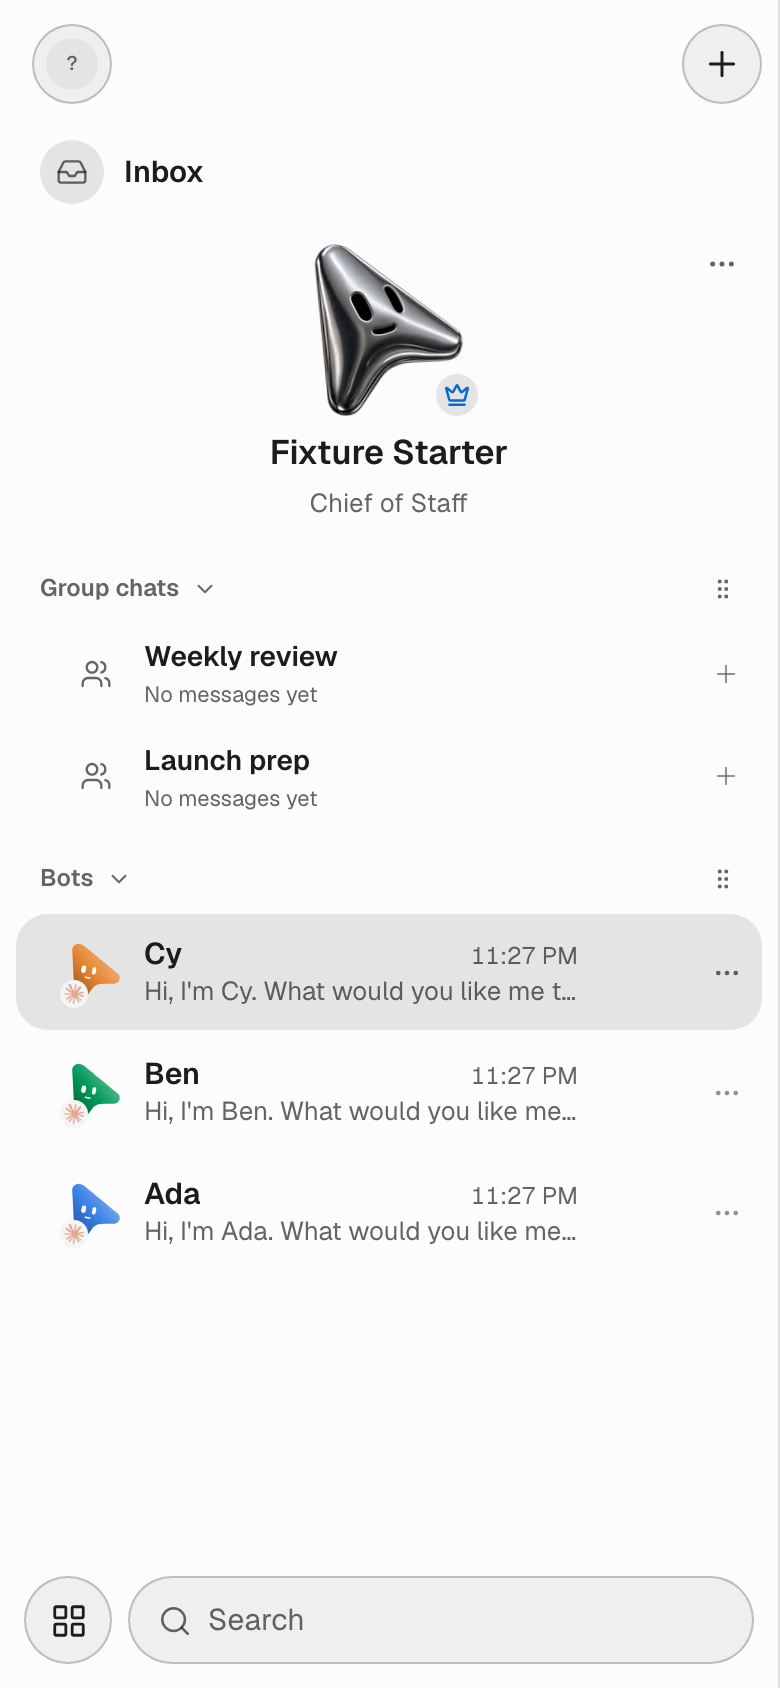 ?
Inbox
Fixture Starter
Chief of Staff
Group chats
Weekly review
No messages yet
Launch prep
No messages yet
Bots
Cy 11:27 PM
Hi, I'm Cy. What would you like me t...
Ben 11:27 PM
Hi, I'm Ben. What would you like me...
Ada 11:27 PM
Hi, I'm Ada. What would you like me...
Search